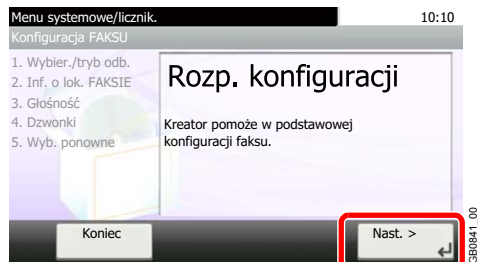 Menu systemowe/licznik.
10:10
Konfiguracja FAKSU
1. Wybier./tryb odb.
2. Inf. o lok. FAKSIE
3. Głośność
4. Dzwonki
5. Wyb. ponowne
Rozp. konfiguracji
Kreator pomoże w podstawowej
konfiguracji faksu.
Koniec
Nast. >
GB0841_00